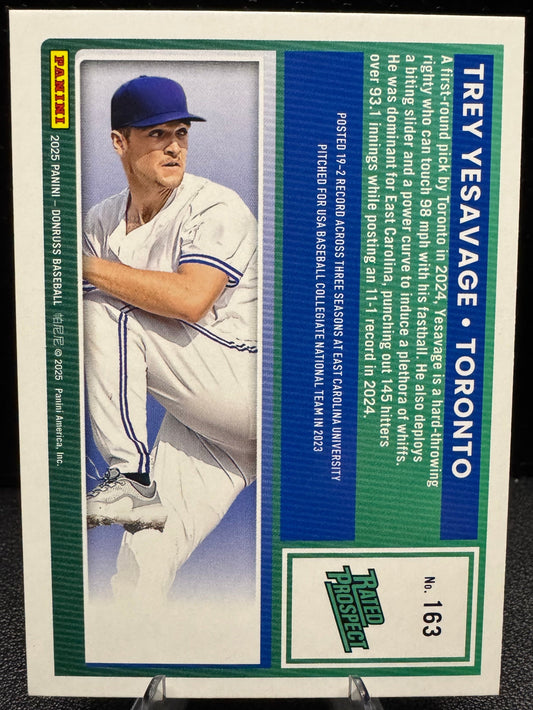 TREY YESAVAGE • TORONTO
A first-round pick by Toronto in 2024, Yesavage is a hard-throwing
righty who can touch 98 mph with his fastball. He also deploys
a biting slider and a power curve to induce a plethora of whiffs.
He was dominant for East Carolina, punching out 145 hitters
over 93.1 innings while posting an 11-1 record in 2024.
POSTED 19-2 RECORD ACROSS THREE SEASONS AT EAST CAROLINA UNIVERSITY
PITCHED FOR USA BASEBALL COLLEGIATE NATIONAL TEAM IN 2023
No. 163
RATED
PROSPECT
PANINI
2025 PANINI – DONRUSS BASEBALL 帕尼尼 © 2025 Panini America, Inc.